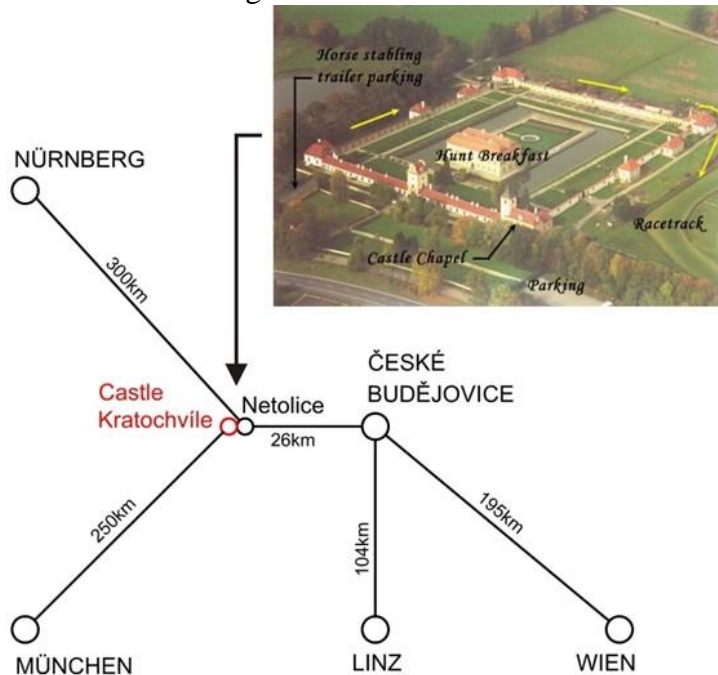 Horse stabling
trailer parking
Hunt Breakfast
Racetrack
Castle Chapel
Parking
NÜRNBERG
300km
ČESKÉ
BUDĚJOVICE
Castle
Kratochvíle
Netolice
26km
250km
104km
195km
MÜNCHEN
LINZ
WIEN